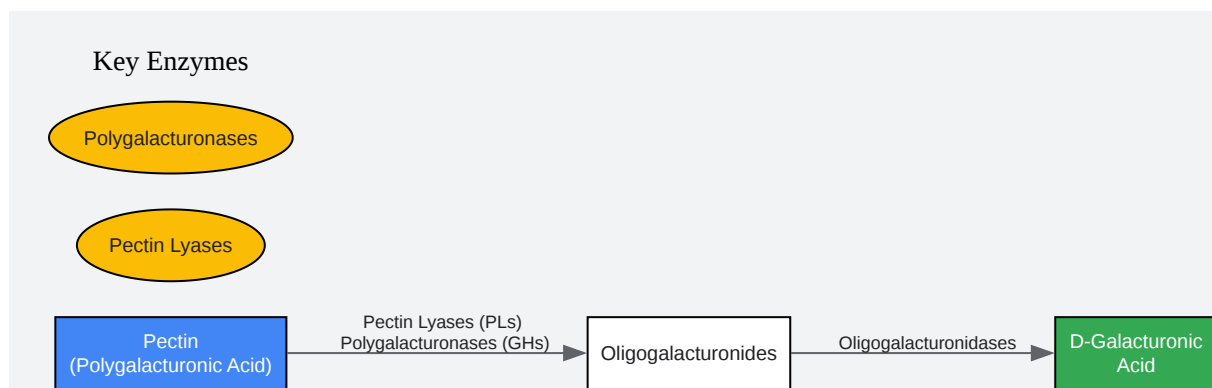 Key Enzymes
Polygalacturonases
Pectin Lyases
Pectin
(Polygalacturonic Acid)
Pectin Lyases (PLs)
Polygalacturonases (GHs)
Oligogalacturonides
Oligogalacturonidases
D-Galacturonic
Acid